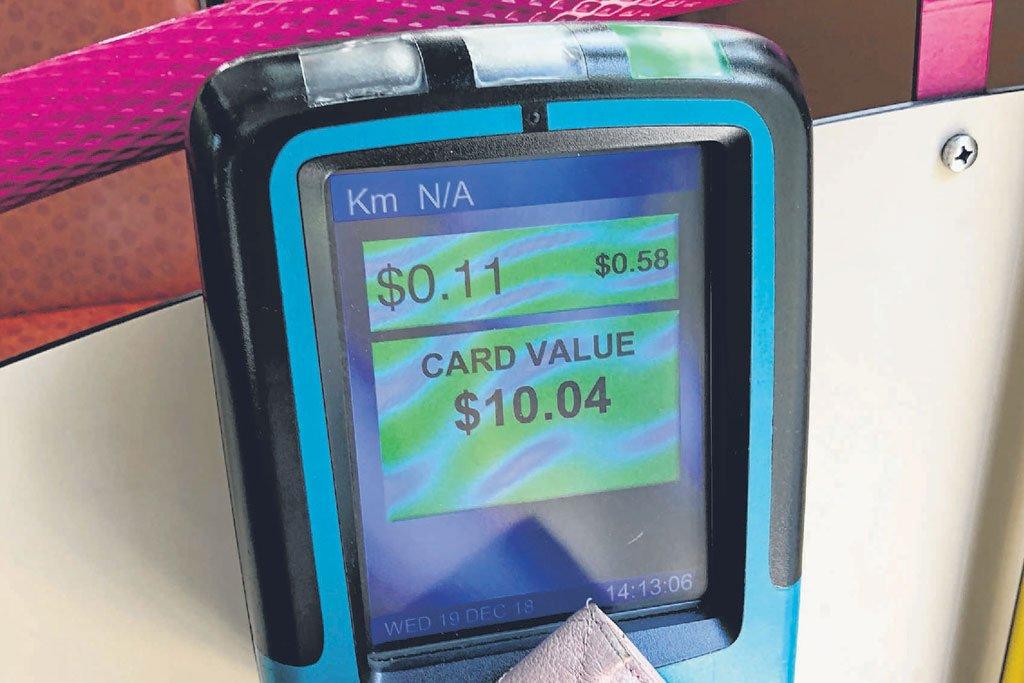 Km N/A
$0.11 $0.58
CARD VALUE
$10.04
WED 19 DEC 18 14:13:06